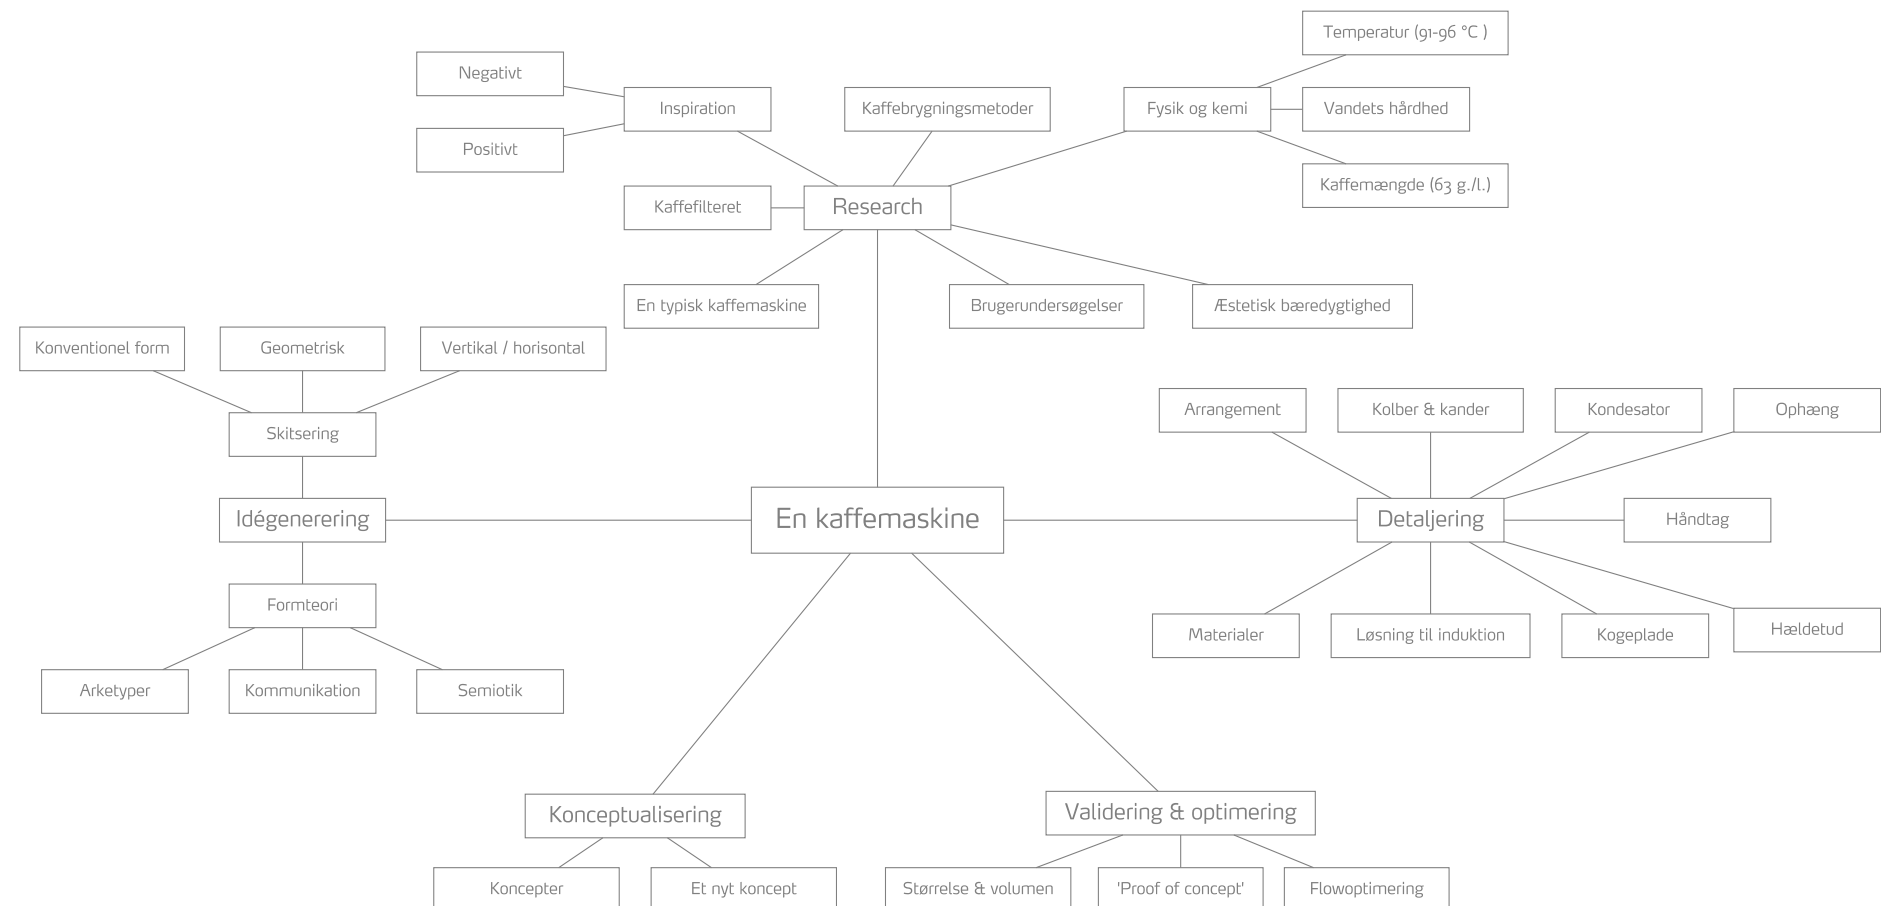 Temperatur (91-96 °C )
Negativt
Inspiration
Kaffebrygningsmetoder
Fysik og kemi
Vandets hårdhed
Positivt
Kaffemængde (63 g./l.)
Kaffefilteret
Research
En typisk kaffemaskine
Brugerundersøgelser
Æstetisk bæredygtighed
Konventionel form
Geometrisk
Vertikal / horisontal
Arrangement
Kolber & kander
Kondesator
Ophæng
Skitsering
Idégenerering
En kaffemaskine
Detaljering
Håndtag
Formteori
Materialer
Løsning til induktion
Kogeplade
Hældetud
Arketyper
Kommunikation
Semiotik
Konceptualisering
Validering & optimering
Koncepter
Et nyt koncept
Størrelse & volumen
'Proof of concept'
Flowoptimering